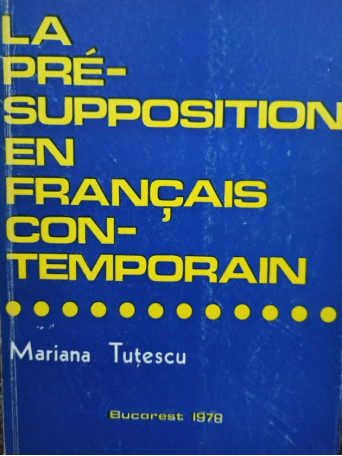 LA
PRÉ-
SUPPOSITION
EN
FRANÇAIS
CON-
TEMPORAIN
Mariana Tuțescu
Bucarest 1978